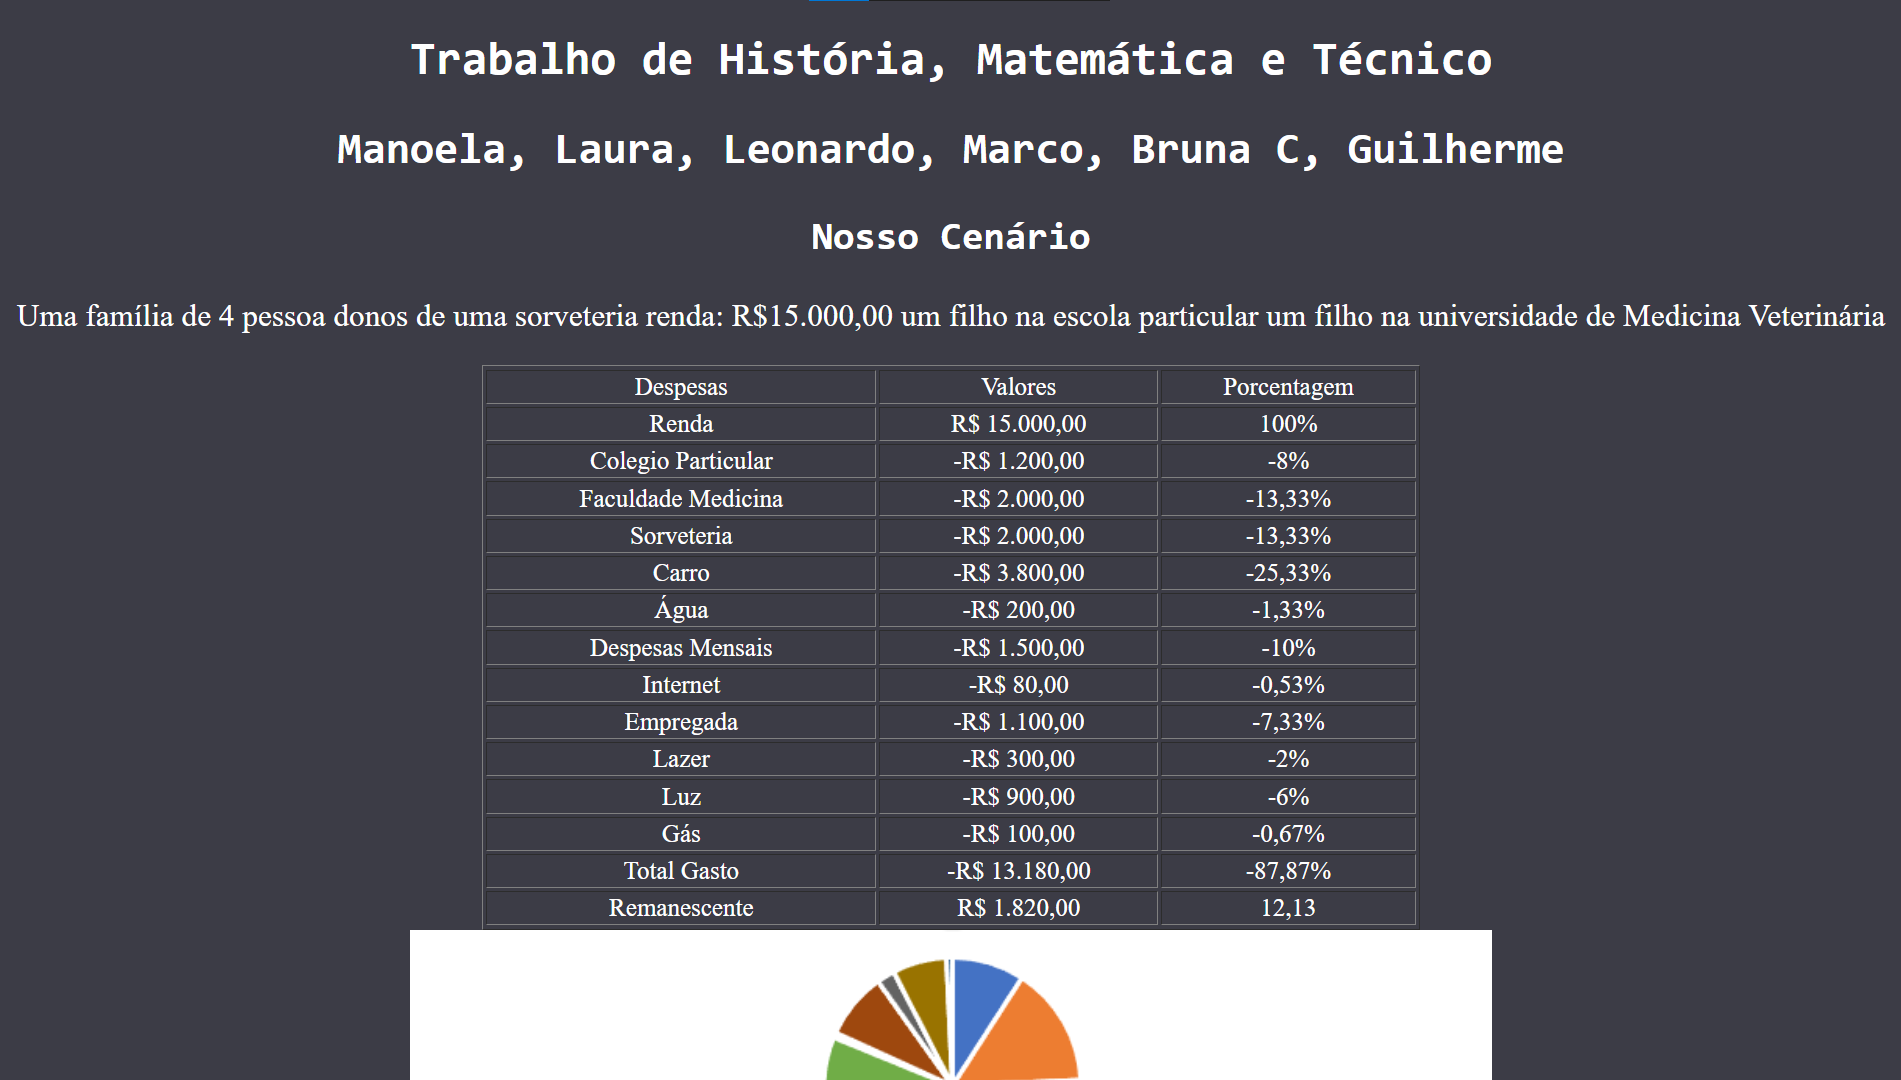 Trabalho de História, Matemática e Técnico
Manoela, Laura, Leonardo, Marco, Bruna C, Guilherme
Nosso Cenário
Uma família de 4 pessoa donos de uma sorveteria renda: R$15.000,00 um filho na escola particular um filho na universidade de Medicina Veterinária
Despesas Valores Porcentagem
Renda R$ 15.000,00 100%
Colegio Particular -R$ 1.200,00 -8%
Faculdade Medicina -R$ 2.000,00 -13,33%
Sorveteria -R$ 2.000,00 -13,33%
Carro -R$ 3.800,00 -25,33%
Água -R$ 200,00 -1,33%
Despesas Mensais -R$ 1.500,00 -10%
Internet -R$ 80,00 -0,53%
Empregada -R$ 1.100,00 -7,33%
Lazer -R$ 300,00 -2%
Luz -R$ 900,00 -6%
Gás -R$ 100,00 -0,67%
Total Gasto -R$ 13.180,00 -87,87%
Remanescente R$ 1.820,00 12,13